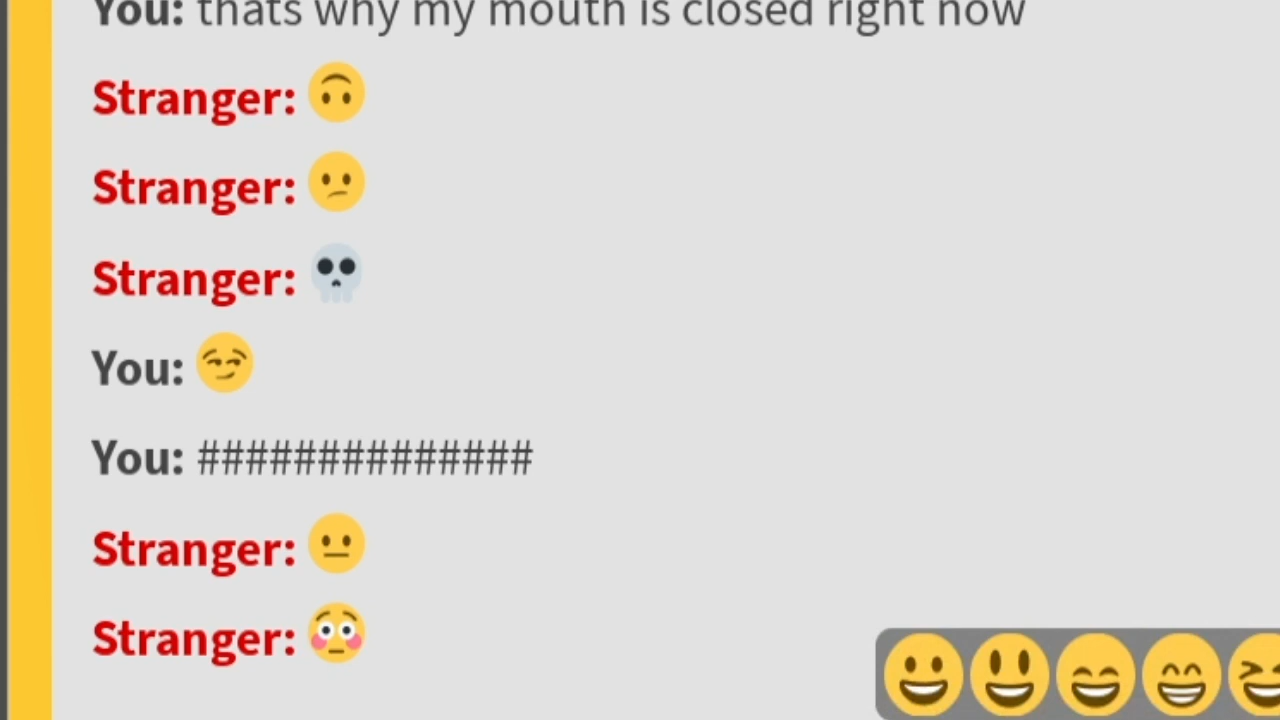 You: thats why my mouth is closed right now
Stranger: 🙃
Stranger: 🫤
Stranger: 💀
You: 😏
You: ##############
Stranger: 😐
Stranger: 😳